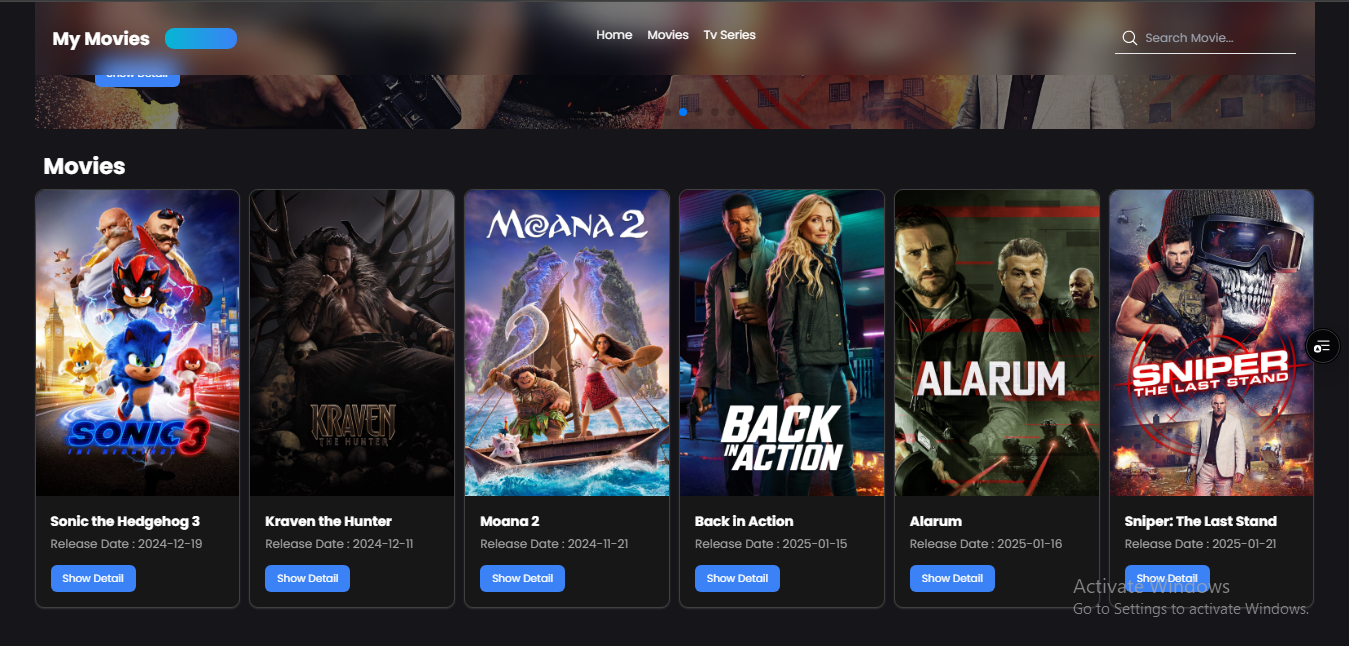 My Movies
Home Movies Tv Series
Search Movie...
Show Detail
Movies
SONIC 3
KRAVEN
THE HUNTER
MOANA 2
BACK
IN ACTION
ALARUM
SNIPER
THE LAST STAND
Sonic the Hedgehog 3
Release Date : 2024-12-19
Show Detail
Kraven the Hunter
Release Date : 2024-12-11
Show Detail
Moana 2
Release Date : 2024-11-21
Show Detail
Back in Action
Release Date : 2025-01-15
Show Detail
Alarum
Release Date : 2025-01-16
Show Detail
Sniper: The Last Stand
Release Date : 2025-01-21
Show Detail
Activate Windows
Go to Settings to activate Windows.